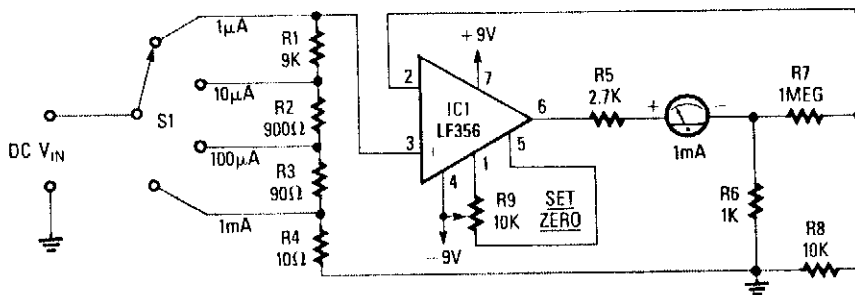 1µA
R1
9K
10µA
R2
900Ω
S1
DC VIN
100µA
R3
90Ω
1mA
R4
10Ω
+9V
2
7
IC1
LF356
6
3
+
5
4
1
R9
10K
SET
ZERO
-9V
R5
2.7K
+
-
1mA
R7
1MEG
R6
1K
R8
10K